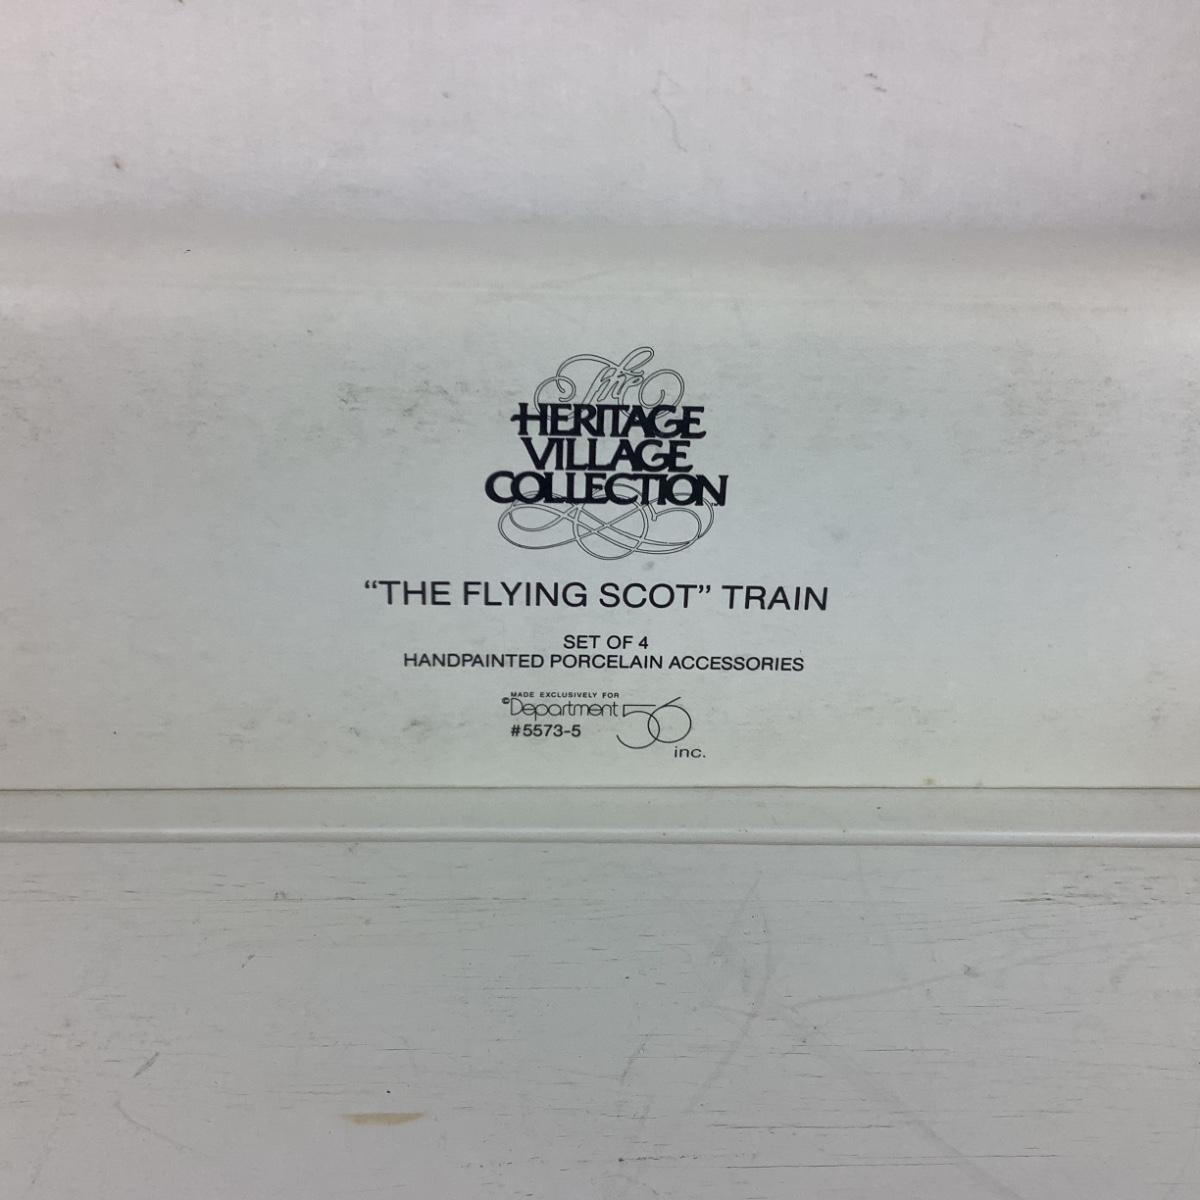 The
HERITAGE
VILLAGE
COLLECTION
“THE FLYING SCOT” TRAIN
SET OF 4
HANDPAINTED PORCELAIN ACCESSORIES
MADE EXCLUSIVELY FOR
©Department 56
#5573-5
inc.